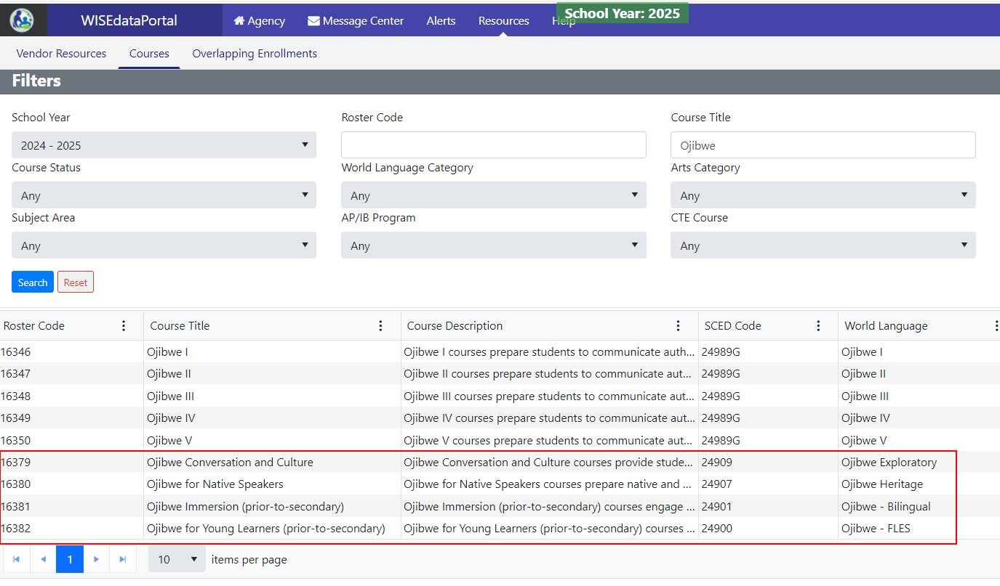 WISEdataPortal Agency Message Center Alerts Resources Help School Year: 2025
Vendor Resources Courses Overlapping Enrollments
Filters
School Year Roster Code Course Title
2024 - 2025 Ojibwe
Course Status World Language Category Arts Category
Any Any Any
Subject Area AP/IB Program CTE Course
Any Any Any
Search Reset
Roster Code Course Title Course Description SCED Code World Language
16346 Ojibwe I Ojibwe I courses prepare students to communicate auth... 24989G Ojibwe I
16347 Ojibwe II Ojibwe II courses prepare students to communicate aut... 24989G Ojibwe II
16348 Ojibwe III Ojibwe III courses prepare students to communicate aut... 24989G Ojibwe III
16349 Ojibwe IV Ojibwe IV courses prepare students to communicate aut... 24989G Ojibwe IV
16350 Ojibwe V Ojibwe V courses prepare students to communicate aut... 24989G Ojibwe V
16379 Ojibwe Conversation and Culture Ojibwe Conversation and Culture courses provide stude... 24909 Ojibwe Exploratory
16380 Ojibwe for Native Speakers Ojibwe for Native Speakers courses prepare native and ... 24907 Ojibwe Heritage
16381 Ojibwe Immersion (prior-to-secondary) Ojibwe Immersion (prior-to-secondary) courses engage ... 24901 Ojibwe - Bilingual
16382 Ojibwe for Young Learners (prior-to-secondary) Ojibwe for Young Learners (prior-to-secondary) courses ... 24900 Ojibwe - FLES
1 10 items per page